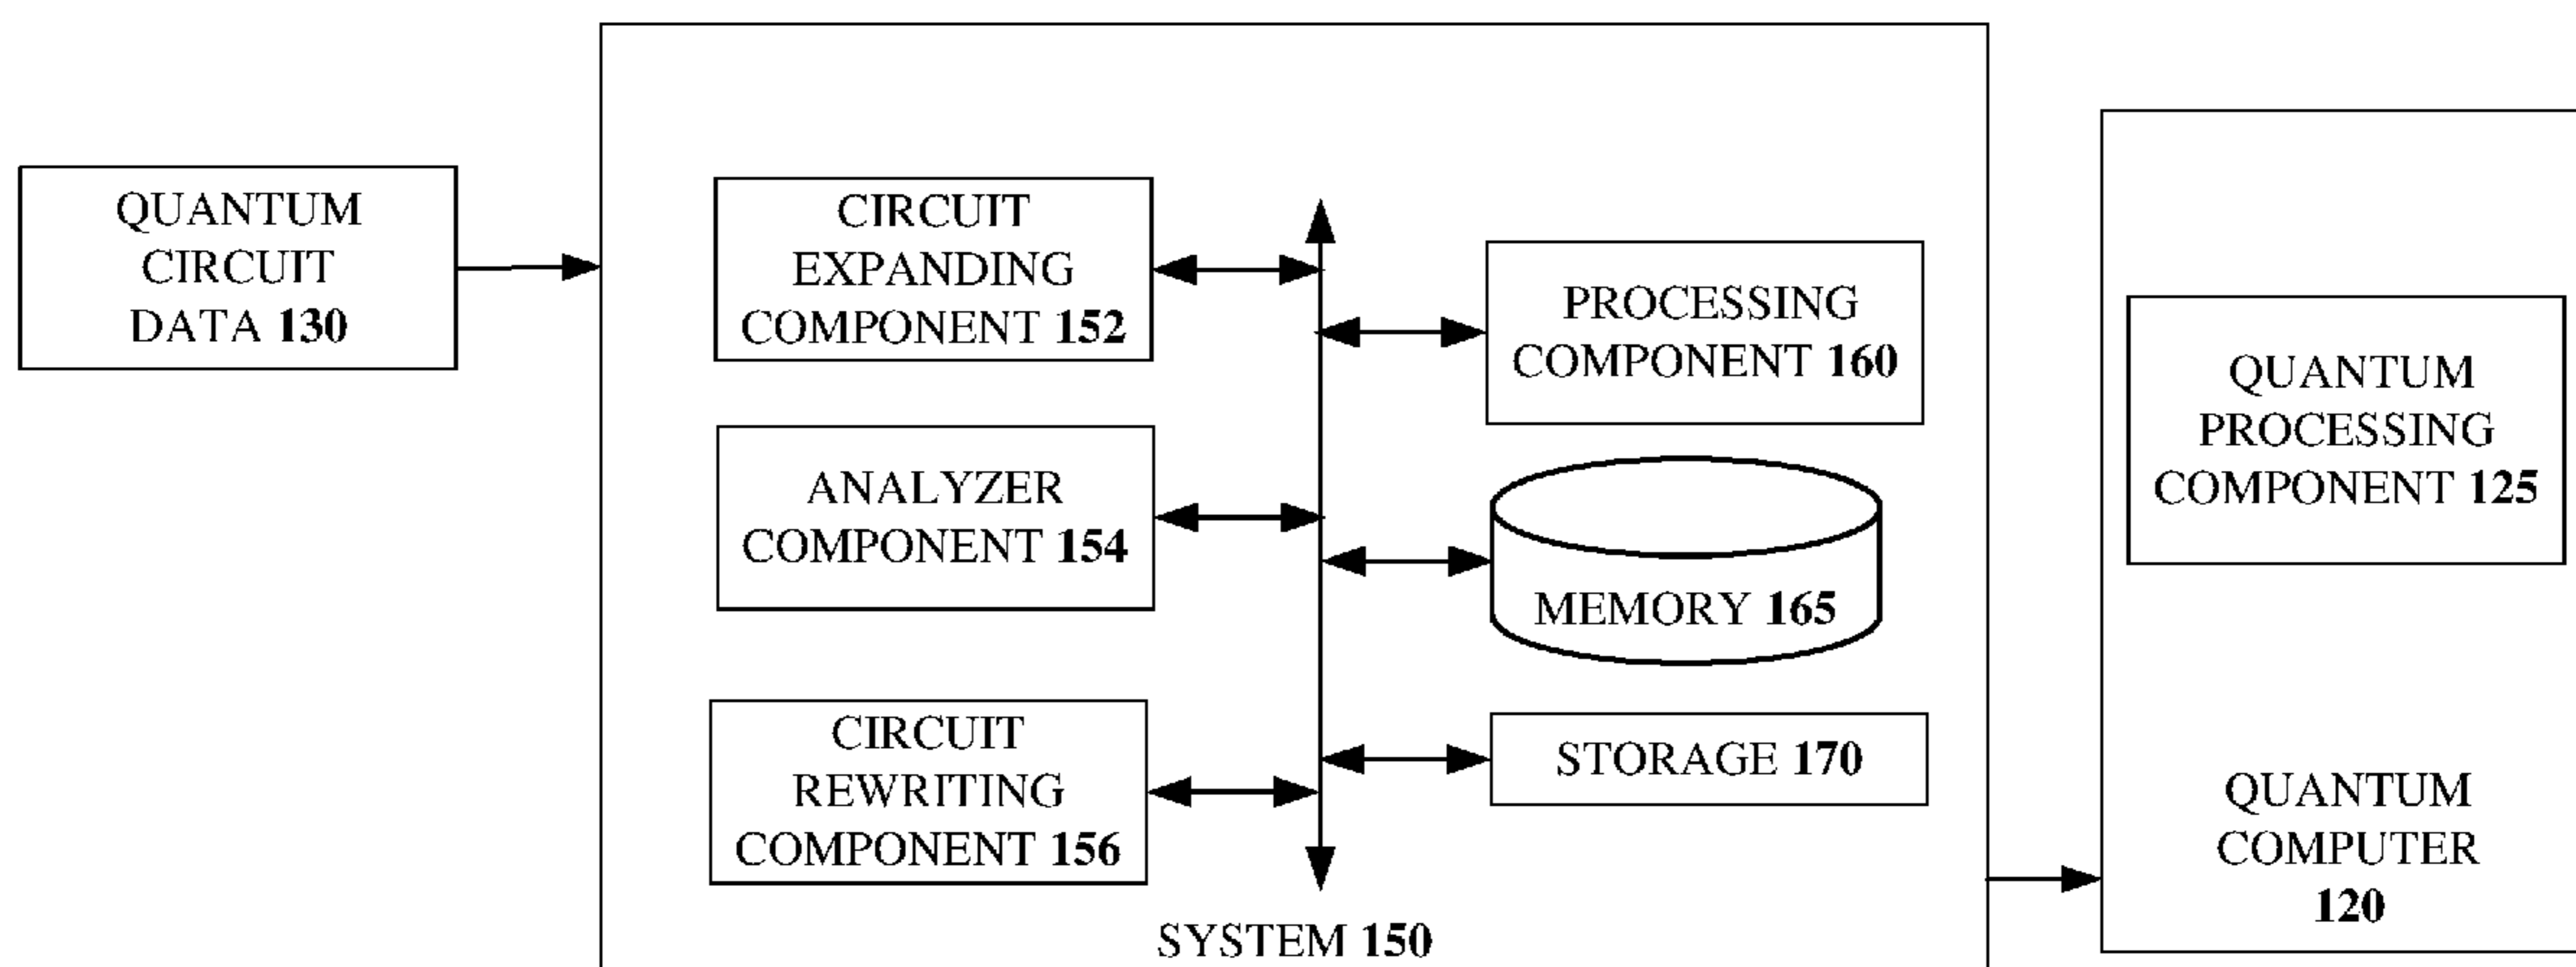 QUANTUM
CIRCUIT
DATA 130
CIRCUIT
EXPANDING
COMPONENT 152
ANALYZER
COMPONENT 154
CIRCUIT
REWRITING
COMPONENT 156
PROCESSING
COMPONENT 160
MEMORY 165
STORAGE 170
SYSTEM 150
QUANTUM
PROCESSING
COMPONENT 125
QUANTUM
COMPUTER
120